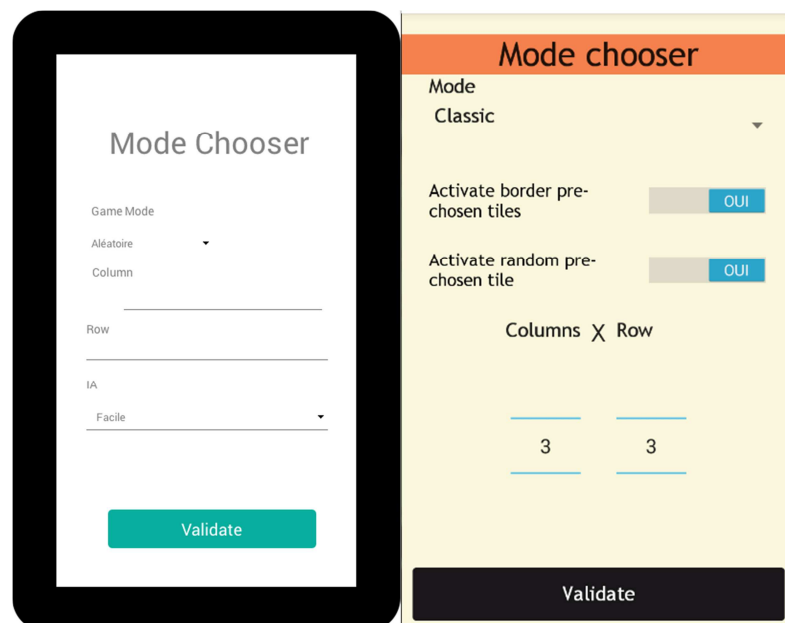 Mode Chooser
Game Mode
Aléatoire
Column
Row
IA
Facile
Validate
Mode chooser
Mode
Classic
Activate border pre-
chosen tiles
OUI
Activate random pre-
chosen tile
OUI
Columns X Row
3 3
Validate